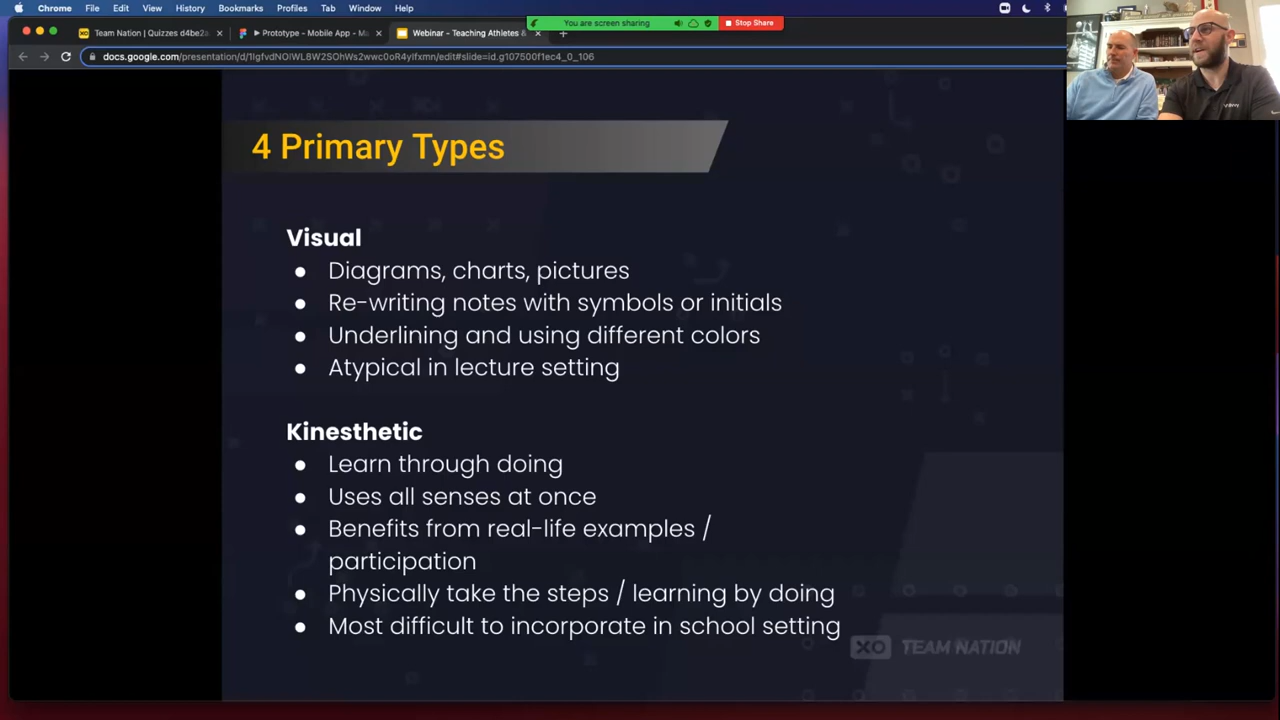 Chrome File Edit View History Bookmarks Profiles Tab Window Help
You are screen sharing Stop Share
Team Nation | Quizzes d4be2a
Prototype - Mobile App - M
Webinar - Teaching Athletes &
docs.google.com/presentation/d/
/edit#slide=id.g107500f1ec4_0_106
4 Primary Types
Visual
● Diagrams, charts, pictures
● Re-writing notes with symbols or initials
● Underlining and using different colors
● Atypical in lecture setting
Kinesthetic
● Learn through doing
● Uses all senses at once
● Benefits from real-life examples /
participation
● Physically take the steps / learning by doing
● Most difficult to incorporate in school setting
XO TEAM NATION